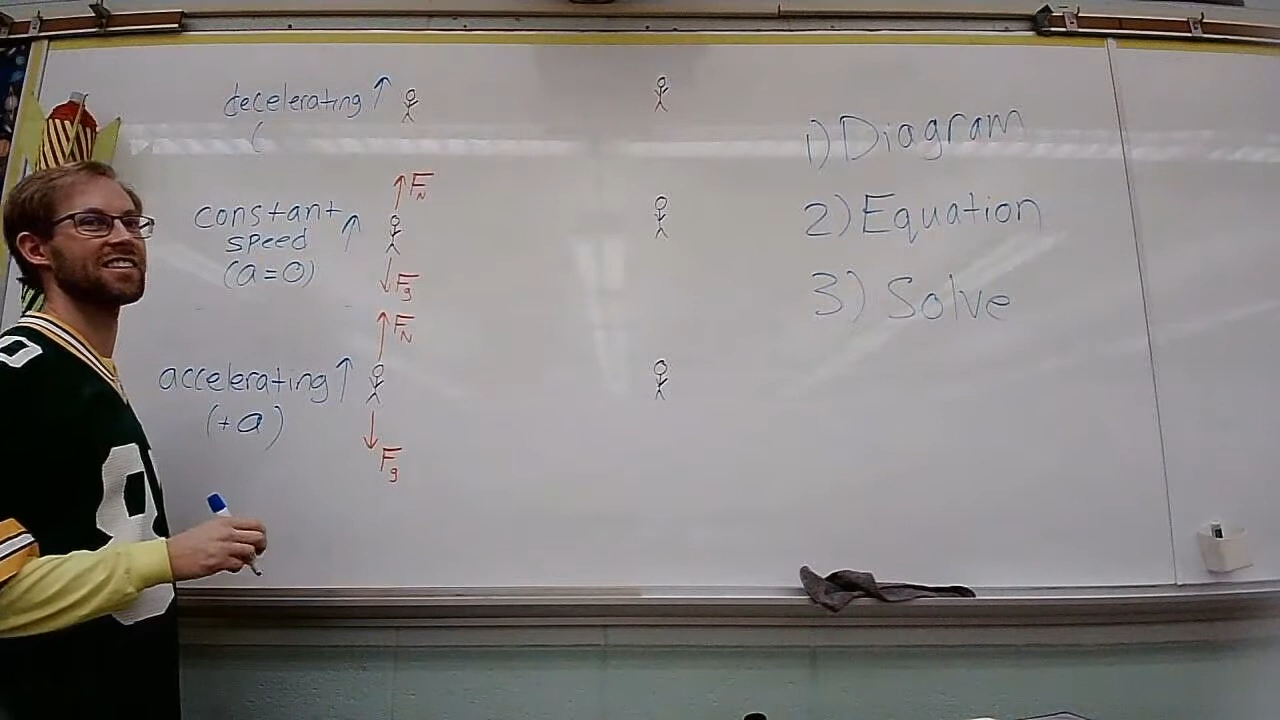 decelerating ↑
(
F_N
constant ↑
speed
(a=0)
F_g
F_N
accelerating ↑
(+a)
F_g
1) Diagram
2) Equation
3) Solve